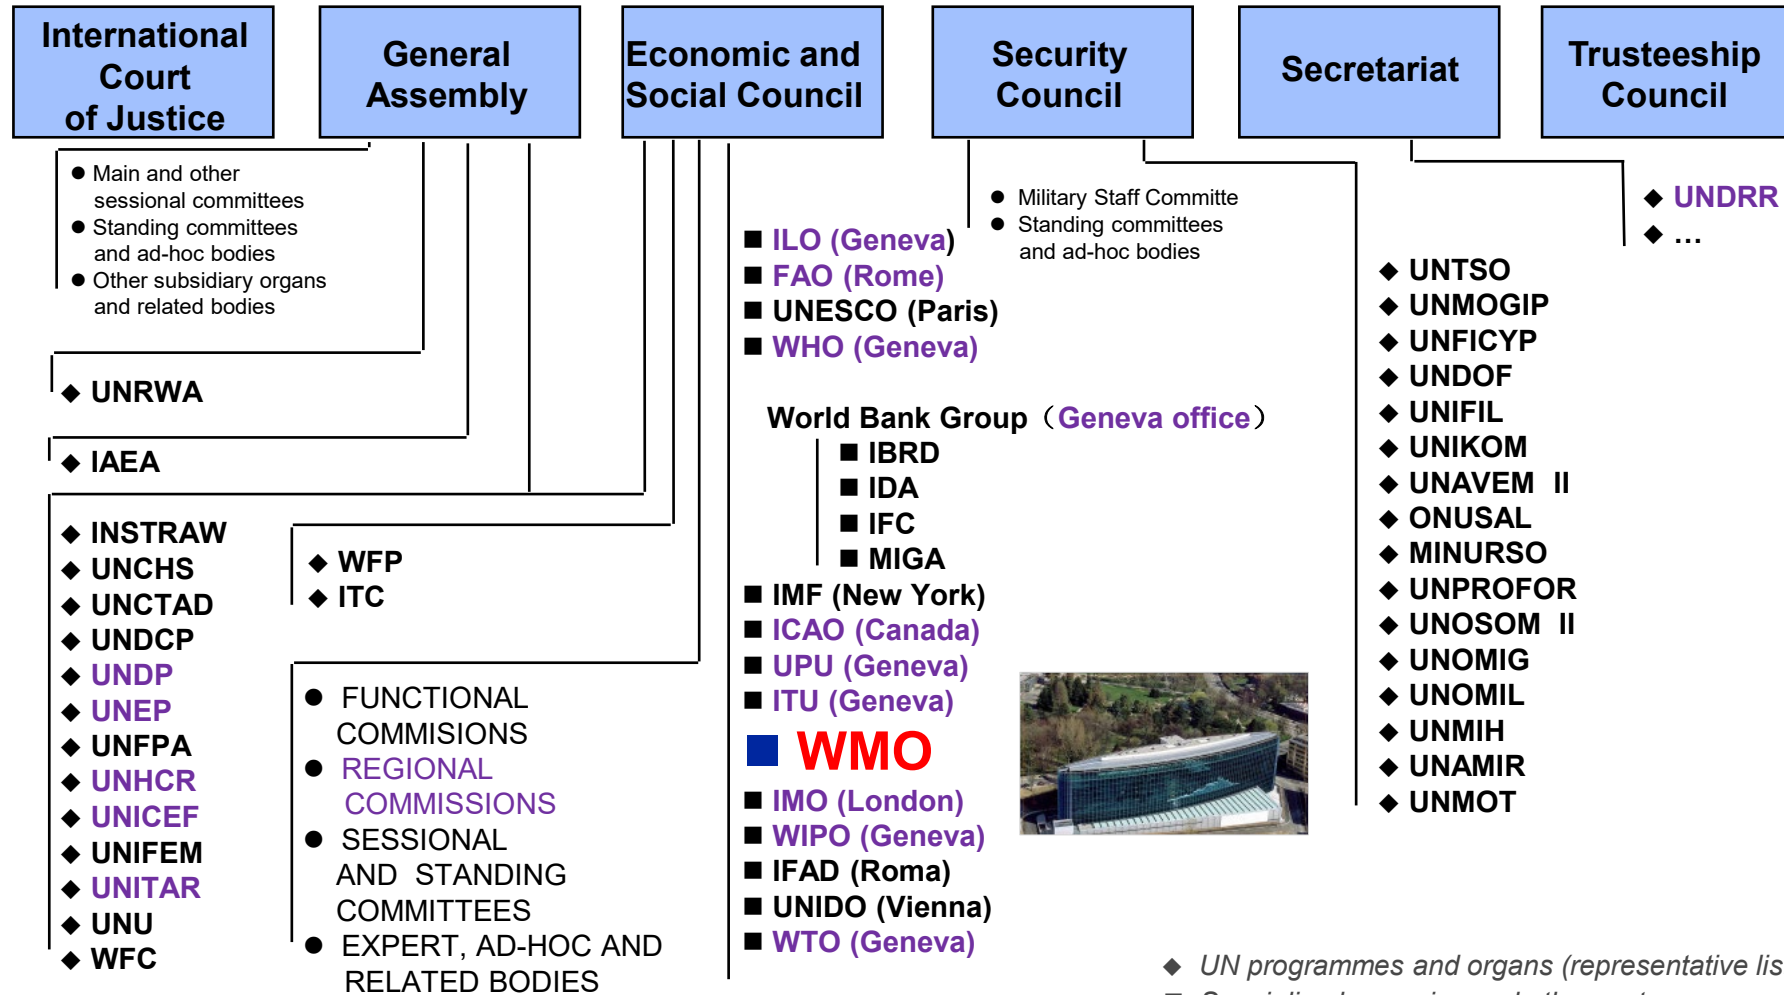 International
Court
of Justice
General
Assembly
Economic and
Social Council
Security
Council
Secretariat
Trusteeship
Council
● Main and other
sessional committees
● Standing committees
and ad-hoc bodies
● Other subsidiary organs
and related bodies
◆ UNRWA
◆ IAEA
◆ INSTRAW
◆ UNCHS
◆ UNCTAD
◆ UNDCP
◆ UNDP
◆ UNEP
◆ UNFPA
◆ UNHCR
◆ UNICEF
◆ UNIFEM
◆ UNITAR
◆ UNU
◆ WFC
◆ WFP
◆ ITC
● FUNCTIONAL
COMMISIONS
● REGIONAL
COMMISSIONS
● SESSIONAL
AND STANDING
COMMITTEES
● EXPERT, AD-HOC AND
RELATED BODIES
■ ILO (Geneva)
■ FAO (Rome)
■ UNESCO (Paris)
■ WHO (Geneva)
World Bank Group（Geneva office）
■ IBRD
■ IDA
■ IFC
■ MIGA
■ IMF (New York)
■ ICAO (Canada)
■ UPU (Geneva)
■ ITU (Geneva)
■ WMO
■ IMO (London)
■ WIPO (Geneva)
■ IFAD (Roma)
■ UNIDO (Vienna)
■ WTO (Geneva)
● Military Staff Committe
● Standing committees
and ad-hoc bodies
◆ UNTSO
◆ UNMOGIP
◆ UNFICYP
◆ UNDOF
◆ UNIFIL
◆ UNIKOM
◆ UNAVEM II
◆ ONUSAL
◆ MINURSO
◆ UNPROFOR
◆ UNOSOM II
◆ UNOMIG
◆ UNOMIL
◆ UNMIH
◆ UNAMIR
◆ UNMOT
◆ UNDRR
◆ ...
◆ UN programmes and organs (representative lis